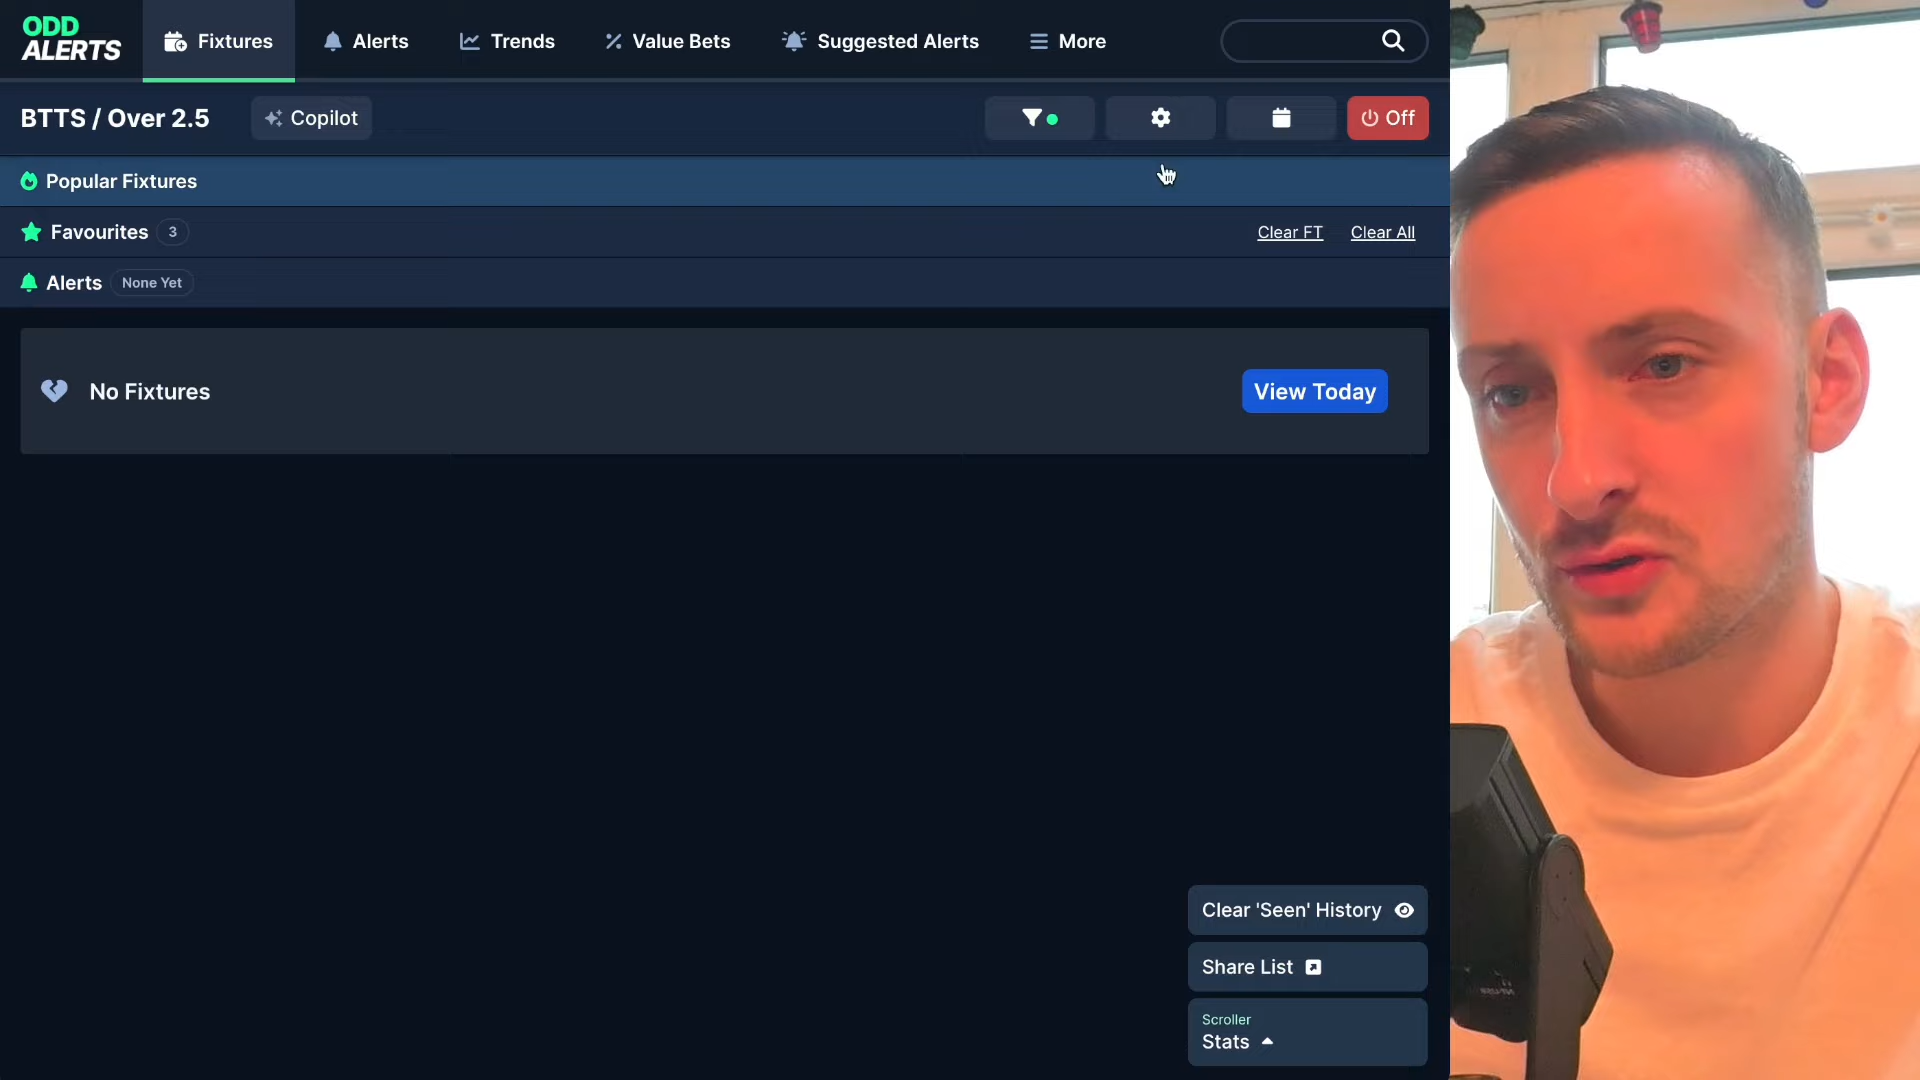 ODD
ALERTS
Fixtures
Alerts
Trends
Value Bets
Suggested Alerts
More
BTTS / Over 2.5
Copilot
Off
Popular Fixtures
Favourites 3
Clear FT
Clear All
Alerts None Yet
No Fixtures
View Today
Clear 'Seen' History
Share List
Scroller
Stats